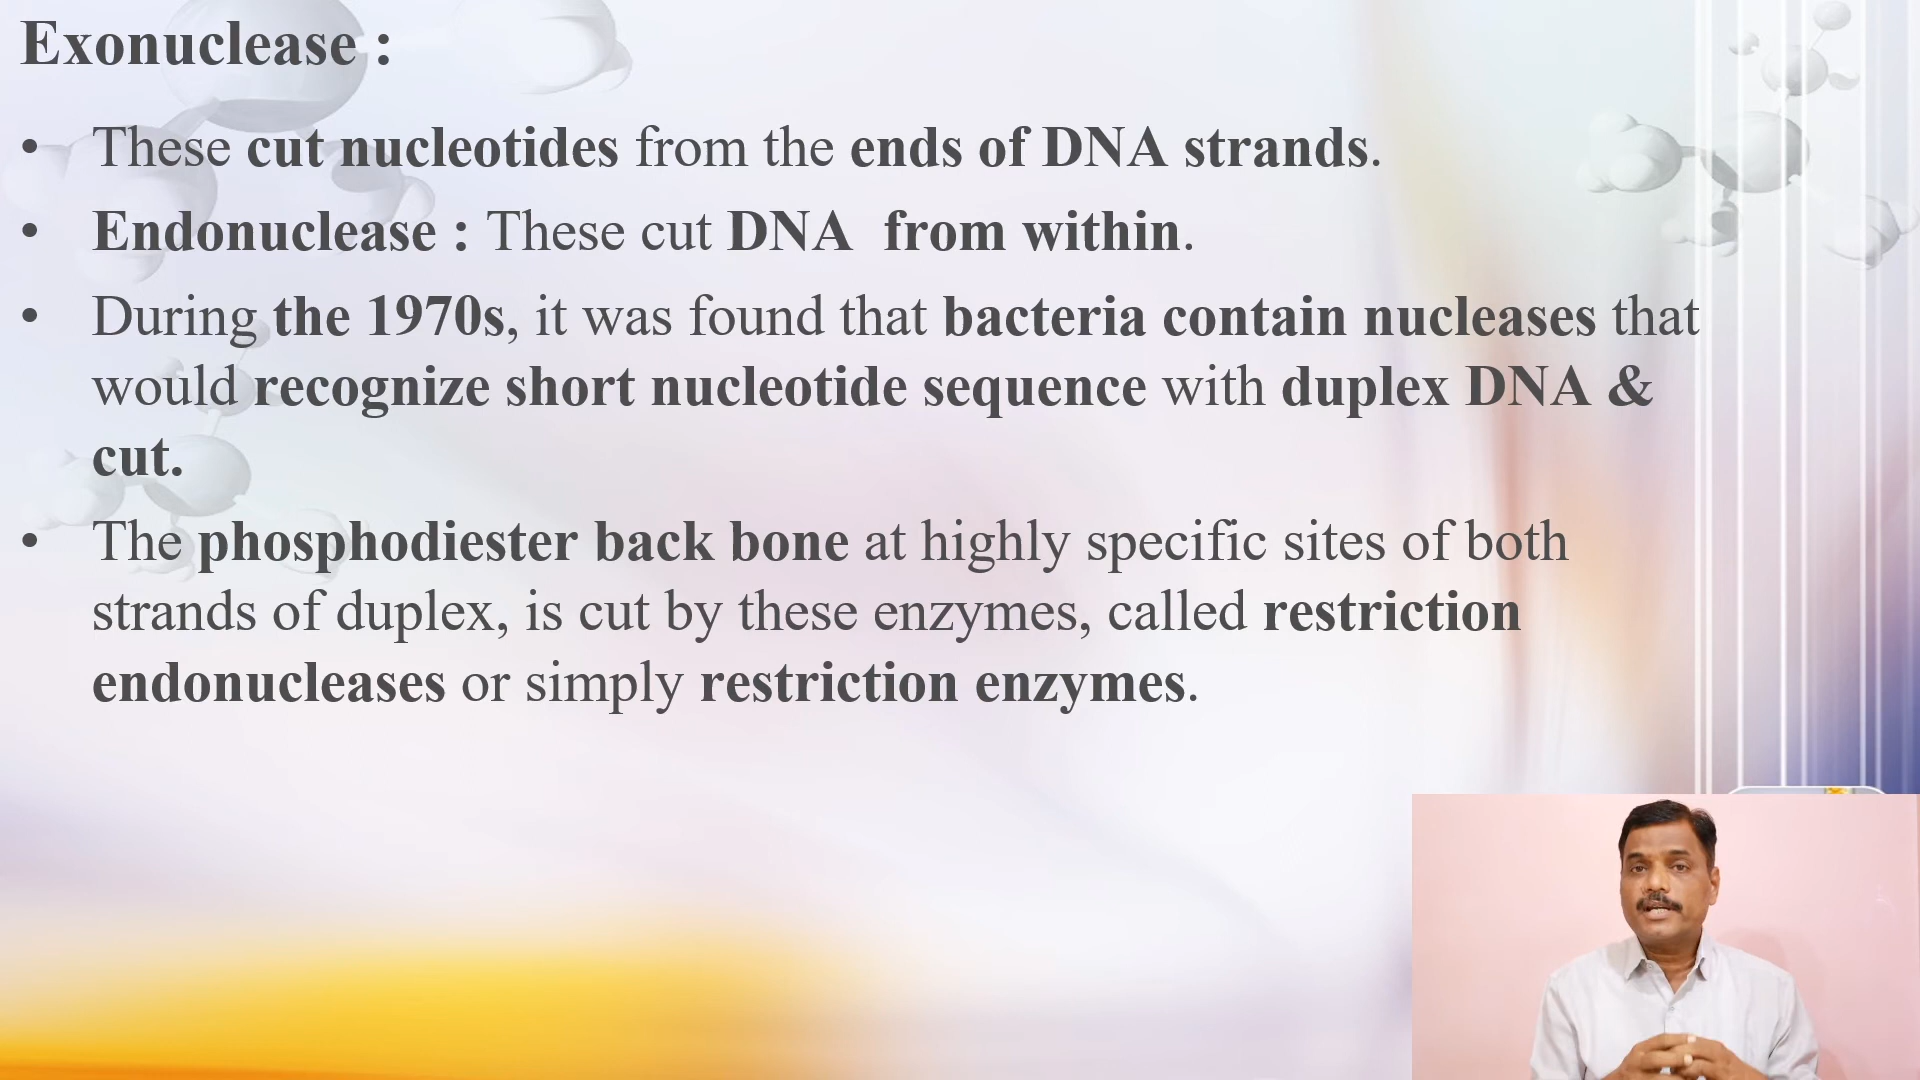 Exonuclease :
• These cut nucleotides from the ends of DNA strands.
• Endonuclease : These cut DNA  from within.
• During the 1970s, it was found that bacteria contain nucleases that
would recognize short nucleotide sequence with duplex DNA &
cut.
• The phosphodiester back bone at highly specific sites of both
strands of duplex, is cut by these enzymes, called restriction
endonucleases or simply restriction enzymes.